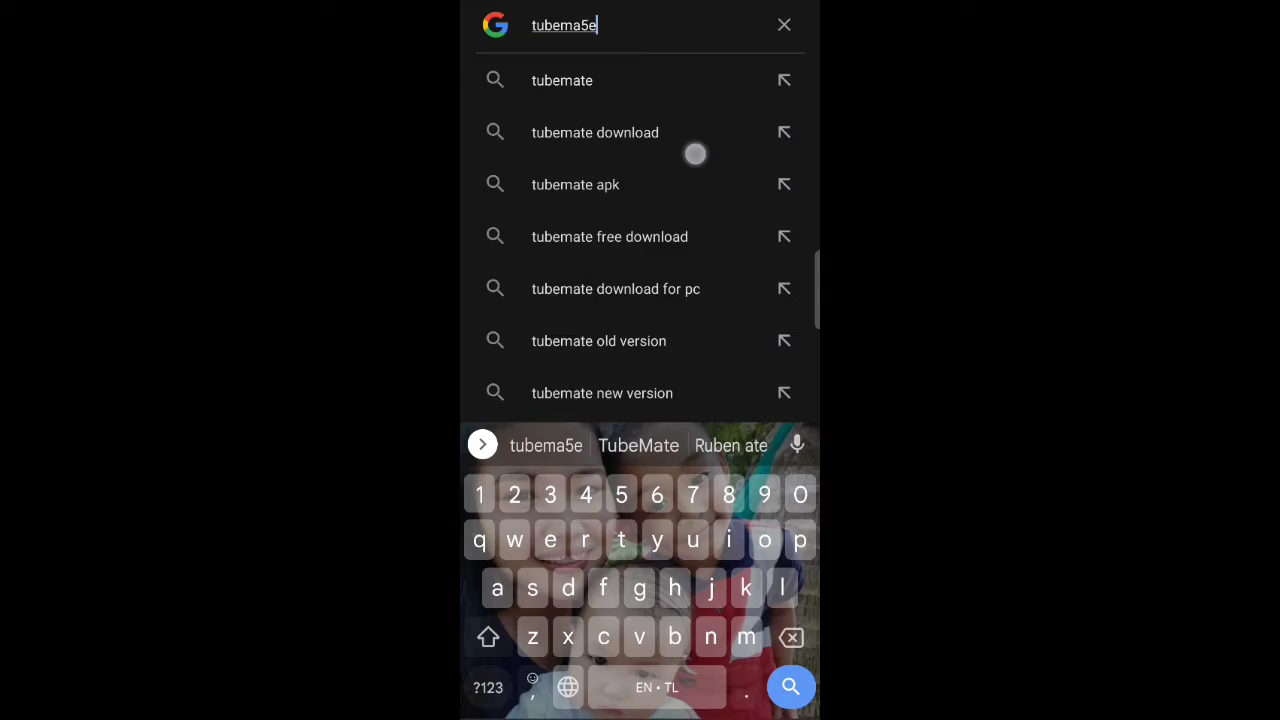 tubema5e
tubemate
tubemate download
tubemate apk
tubemate free download
tubemate download for pc
tubemate old version
tubemate new version
tubema5e TubeMate Ruben ate
1 2 3 4 5 6 7 8 9 0
q w e r t y u i o p
a s d f g h j k l
z x c v b n m
?123 , EN • TL .